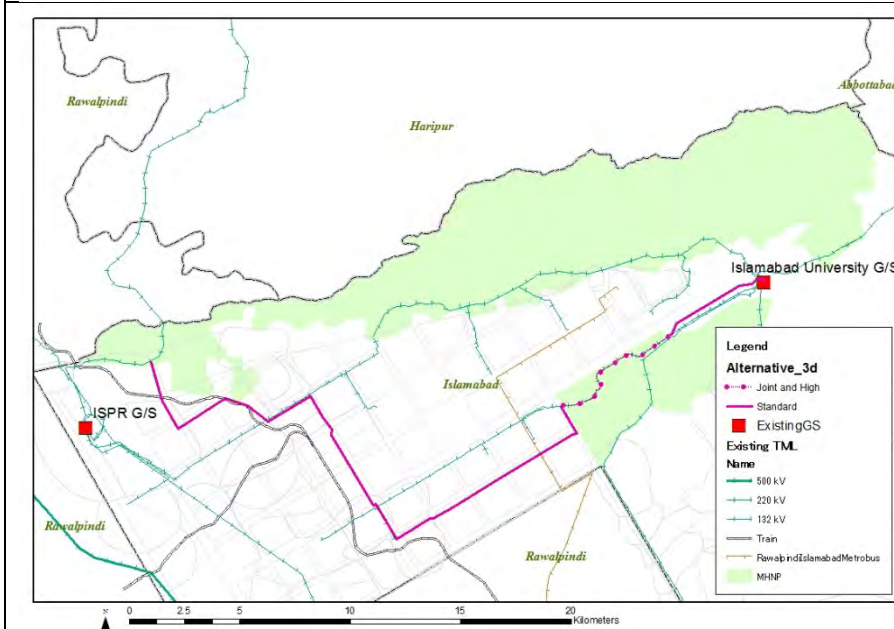 Abbottabad
Rawalpindi
Haripur
Islamabad University G/S
Islamabad
ISPR G/S
Rawalpindi
Rawalpindi
Legend
Alternative_3d
Joint and High
Standard
ExistingGS
Existing TML
Name
500 kV
220 kV
132 kV
Train
RawalpindiIslamabadMetrobus
MHNP
N
0 2.5 5 10 15 20
Kilometers